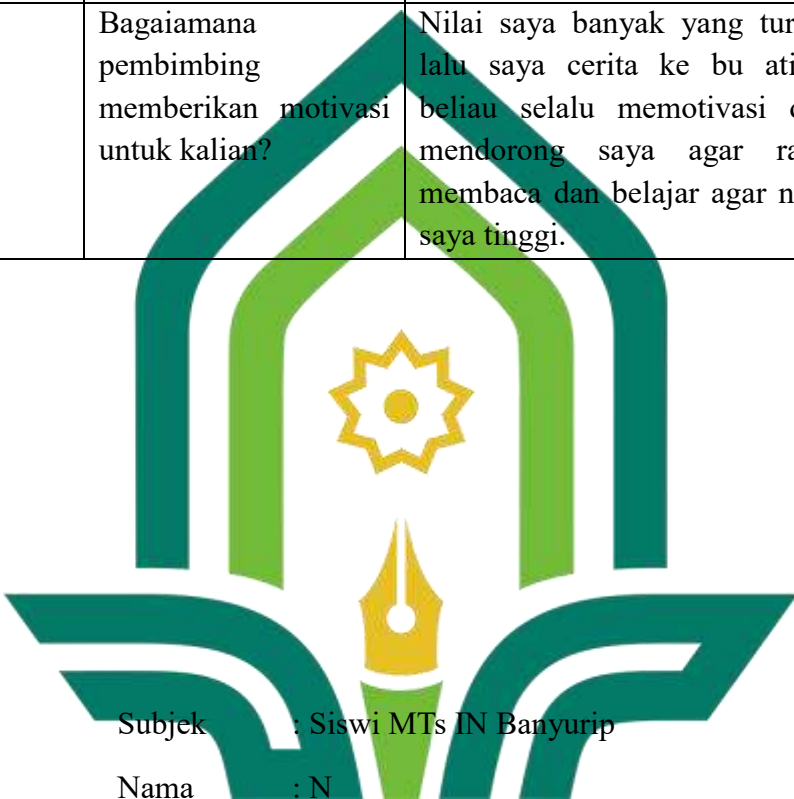 Bagaiamana
pembimbing
memberikan motivasi
untuk kalian?
Nilai saya banyak yang tur
lalu saya cerita ke bu ati
beliau selalu memotivasi
mendorong saya agar ra
membaca dan belajar agar n
saya tinggi.
Subjek : Siswi MTs IN Banyurip
Nama : N